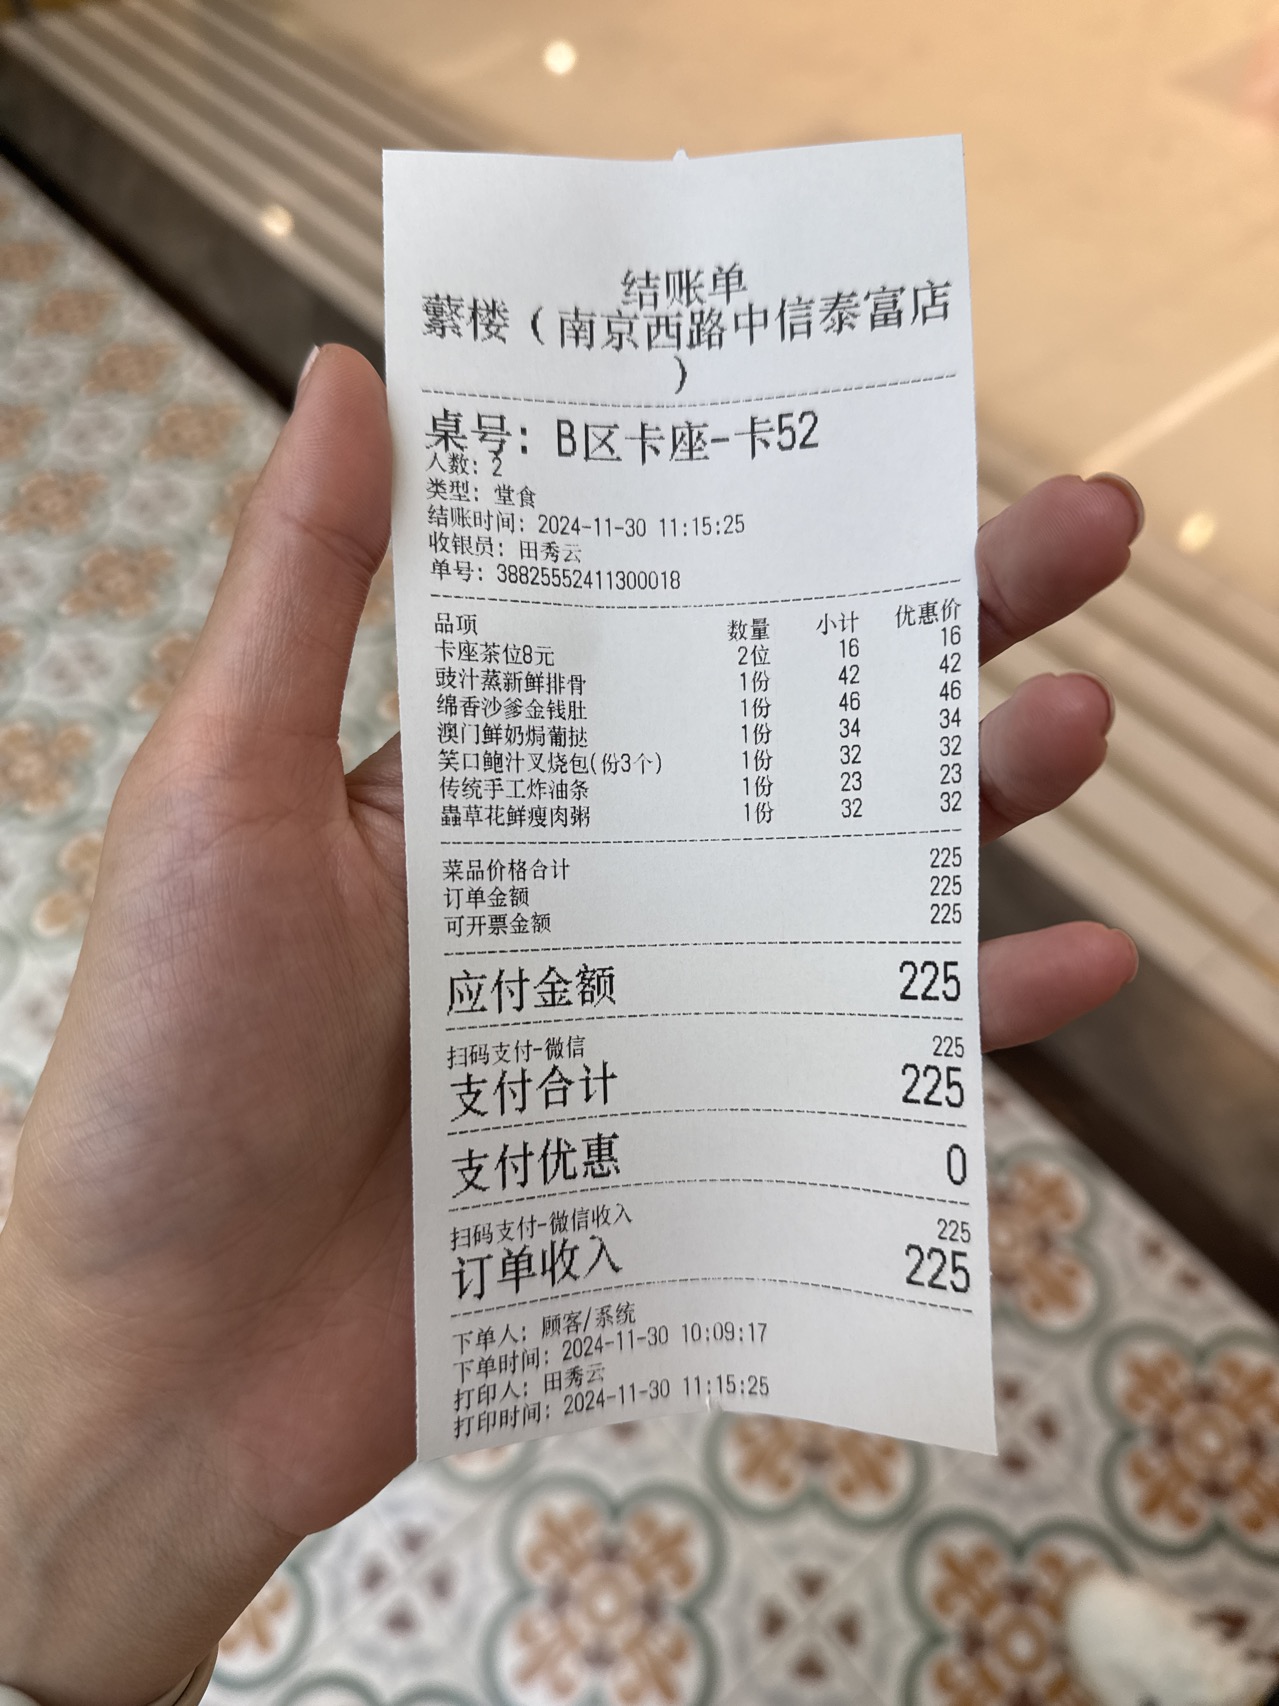 结账单
蘩楼（南京西路中信泰富店
）
桌号：B区卡座-卡52
人数：2
类型：堂食
结账时间：2024-11-30 11:15:25
收银员：田秀云
单号：38825552411300018
品项 数量 小计 优惠价
卡座茶位8元 2位 16 16
豉汁蒸新鲜排骨 1份 42 42
绵香沙爹金钱肚 1份 46 46
澳门鲜奶焗葡挞 1份 34 34
笑口鲍汁叉烧包(份3个) 1份 32 32
传统手工炸油条 1份 23 23
蟲草花鲜瘦肉粥 1份 32 32
菜品价格合计 225
订单金额 225
可开票金额 225
应付金额 225
扫码支付-微信 225
支付合计 225
支付优惠 0
扫码支付-微信收入 225
订单收入 225
下单人：顾客/系统
下单时间：2024-11-30 10:09:17
打印人：田秀云
打印时间：2024-11-30 11:15:25